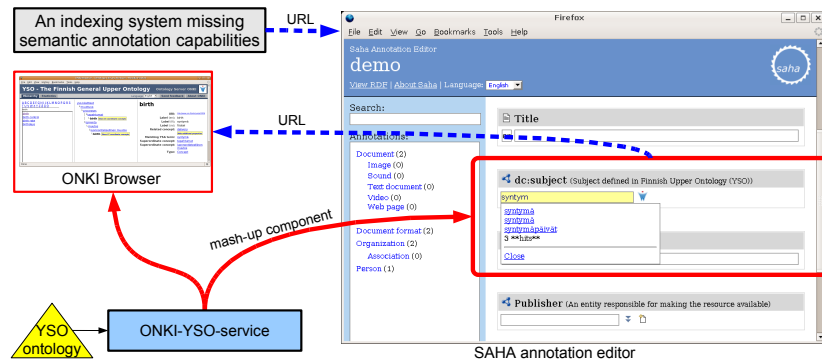 An indexing system missing
semantic annotation capabilities
URL
Firefox
File Edit View Go Bookmarks Tools Help
Saha Annotation Editor
demo
View RDF | About Saha | Language: English
saha
Search:
Annotations:
Document (2)
Image (0)
Sound (0)
Text document (0)
Video (0)
Web page (0)
Document format (2)
Organization (2)
Association (0)
Person (1)
Title
dc:subject (Subject defined in Finnish Upper Ontology (YSO))
syntym
syntymä
syntymä
syntymäpäivät
3 **hits**
Close
Publisher (An entity responsible for making the resource available)
SAHA annotation editor
URL
YSO - The Finnish General Upper Ontology
birth
ONKI Browser
mash-up component
YSO
ontology
ONKI-YSO-service